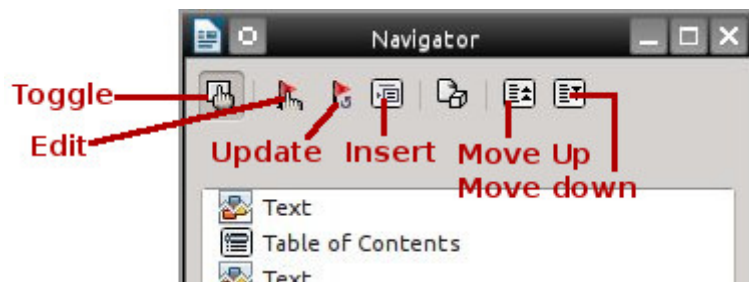 Navigator
Toggle
Edit
Update Insert Move Up
Move down
Text
Table of Contents
Text